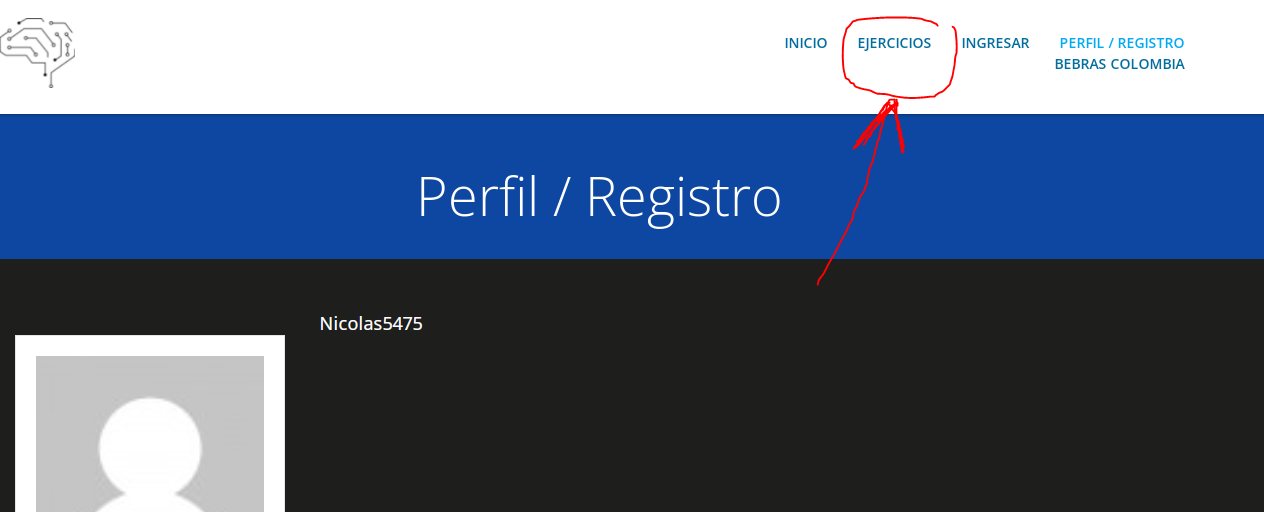 INICIO EJERCICIOS INGRESAR PERFIL / REGISTRO
BEBRAS COLOMBIA
Perfil / Registro
Nicolas5475